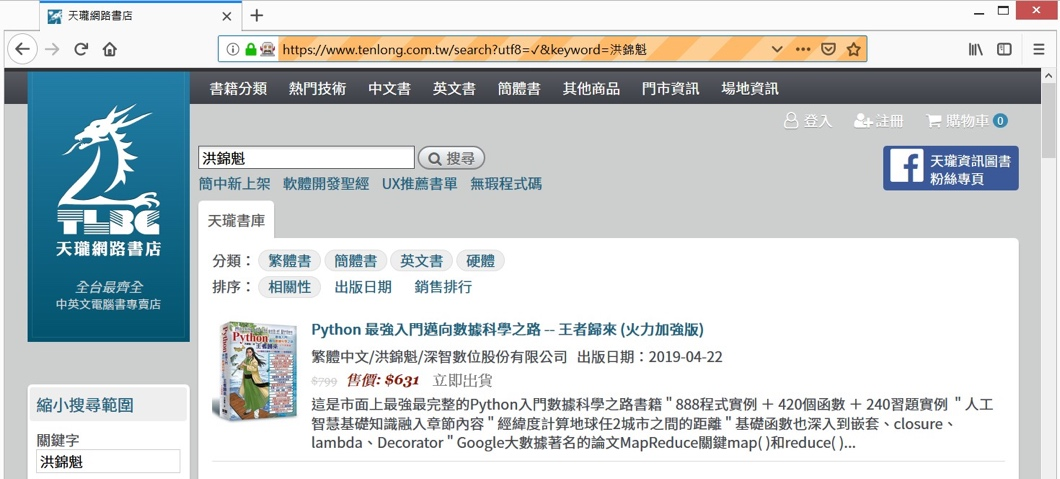 天瓏網路書店
https://www.tenlong.com.tw/search?utf8=✓&keyword=洪錦魁
書籍分類 熱門技術 中文書 英文書 簡體書 其他商品 門市資訊 場地資訊
登入 註冊 購物車 0
洪錦魁 搜尋
簡中新上架 軟體開發聖經 UX推薦書單 無瑕程式碼
天瓏資訊圖書
粉絲專頁
TLBC
天瓏網路書店
全台最齊全
中英文電腦書專賣店
天瓏書庫
分類： 繁體書 簡體書 英文書 硬體
排序： 相關性 出版日期 銷售排行
Python
王者歸來
Python 最強入門邁向數據科學之路 -- 王者歸來 (火力加強版)
繁體中文/洪錦魁/深智數位股份有限公司 出版日期：2019-04-22
$799 售價: $631 立即出貨
這是市面上最強最完整的Python入門數據科學之路書籍 " 888程式實例 ＋ 420個函數 ＋ 240習題實例 " 人工
智慧基礎知識融入章節內容 " 經緯度計算地球任2城市之間的距離 " 基礎函數也深入到嵌套、closure、
lambda、Decorator " Google大數據著名的論文MapReduce關鍵map( )和reduce( )...
縮小搜尋範圍
關鍵字
洪錦魁